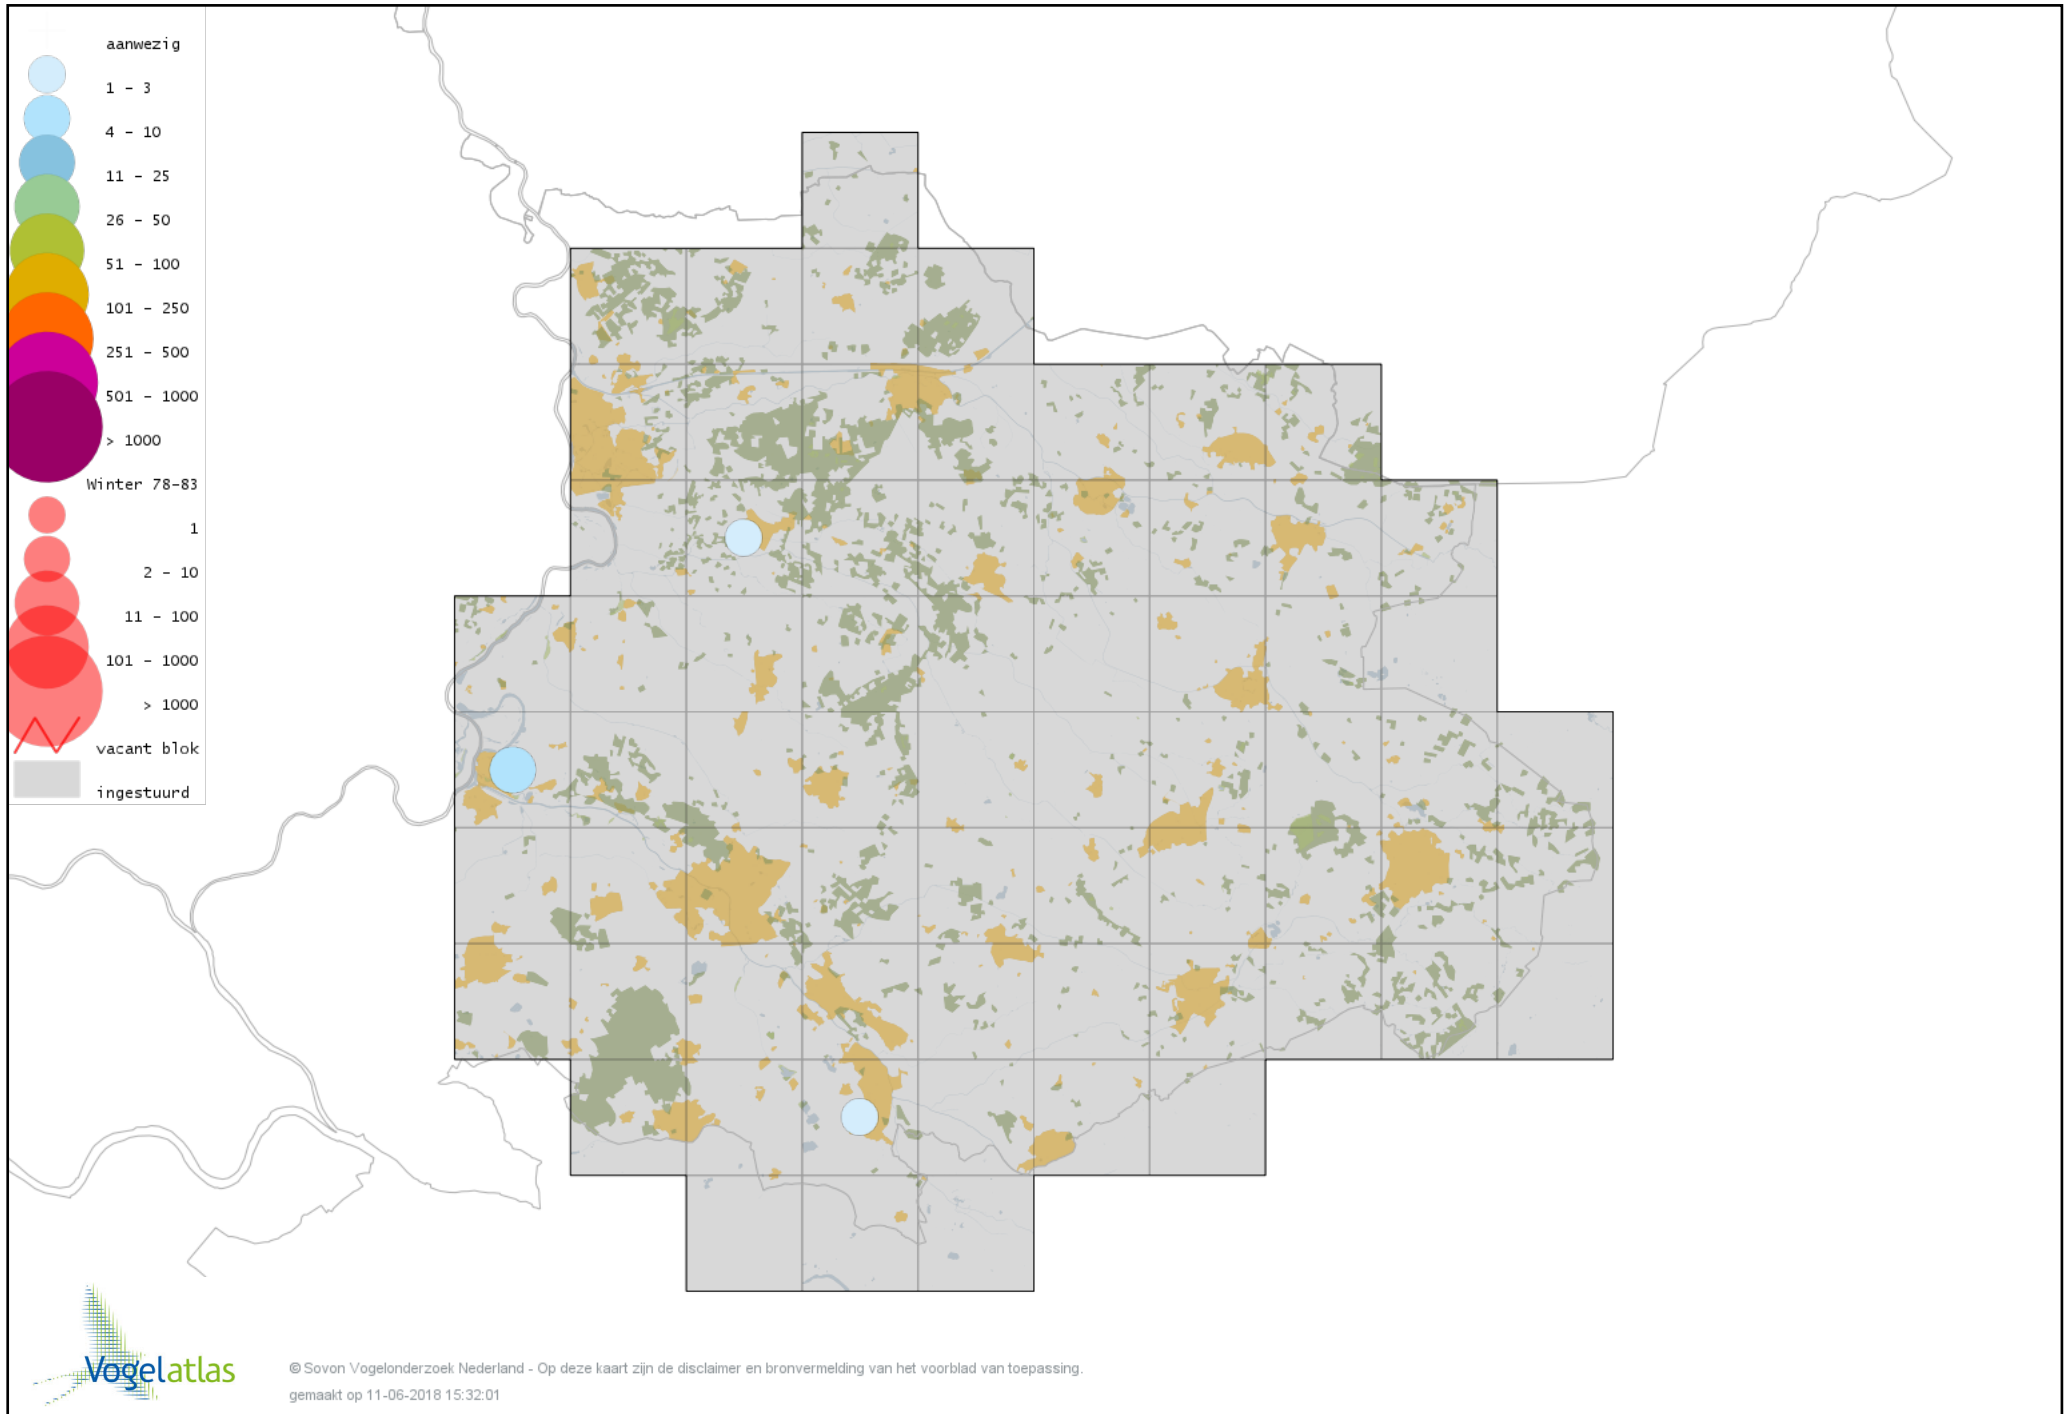 aanwezig
1 - 3
4 - 10
11 - 25
26 - 50
51 - 100
101 - 250
251 - 500
501 - 1000
> 1000
Winter 78-83
1
2 - 10
11 - 100
101 - 1000
> 1000
vacant blok
ingestuurd
Vogelatlas
© Sovon Vogelonderzoek Nederland - Op deze kaart zijn de disclaimer en bronvermelding van het voorblad van toepassing.
gemaakt op 11-06-2018 15:32:01